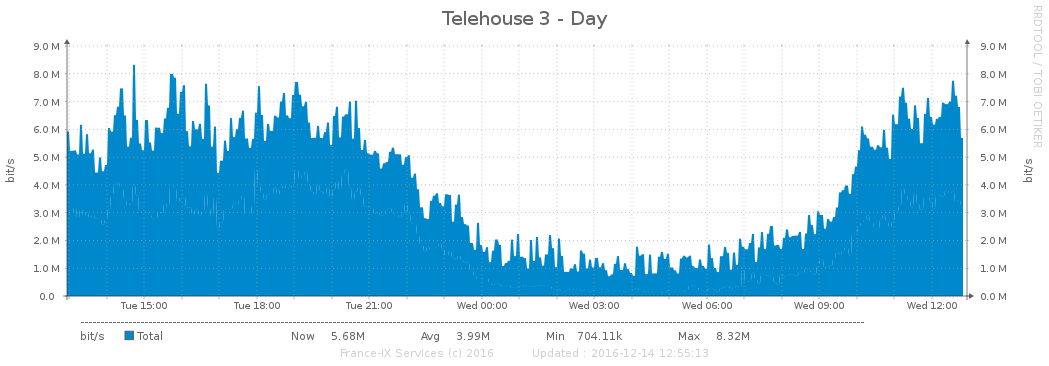 Telehouse 3 - Day
RRDTOOL / TOBI OETIKER
bit/s
9.0 M
8.0 M
7.0 M
6.0 M
5.0 M
4.0 M
3.0 M
2.0 M
1.0 M
0.0
9.0 M
8.0 M
7.0 M
6.0 M
5.0 M
4.0 M
3.0 M
2.0 M
1.0 M
0.0 M
bit/s
Tue 15:00 Tue 18:00 Tue 21:00 Wed 00:00 Wed 03:00 Wed 06:00 Wed 09:00 Wed 12:00
bit/s Total Now 5.68M Avg 3.99M Min 704.11k Max 8.32M
France-IX Services (c) 2016 Updated : 2016-12-14 12:55:13